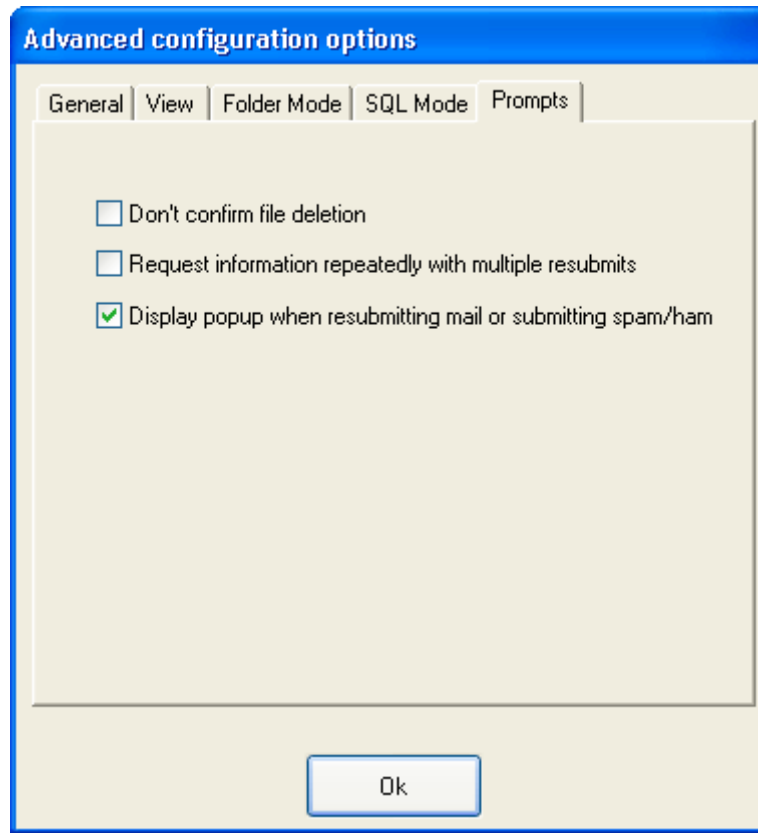 Advanced configuration options
General View Folder Mode SQL Mode Prompts
Don't confirm file deletion
Request information repeatedly with multiple resubmits
Display popup when resubmitting mail or submitting spam/ham
Ok